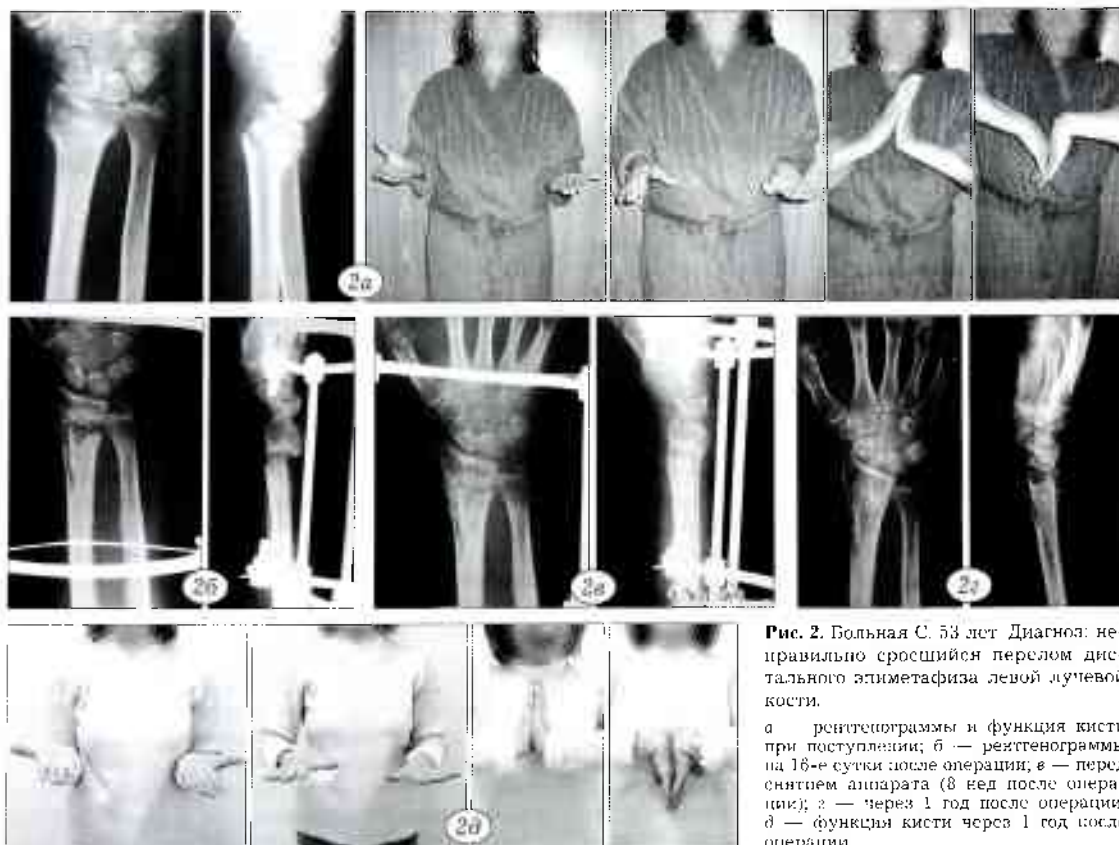 2а
2б
2в
2г
2д
Рис. 2. Больная С. 53 лет. Диагноз: не-
правильно сросшийся перелом дис-
тального эпиметафиза левой лучевой
кости.
а — рентгенограммы и функция кисти
при поступлении; б — рентгенограммы
на 16-е сутки после операции; в — перед
снятием аппарата (8 нед после опера-
ции); г — через 1 год после операции;
д — функция кисти через 1 год после
операции.